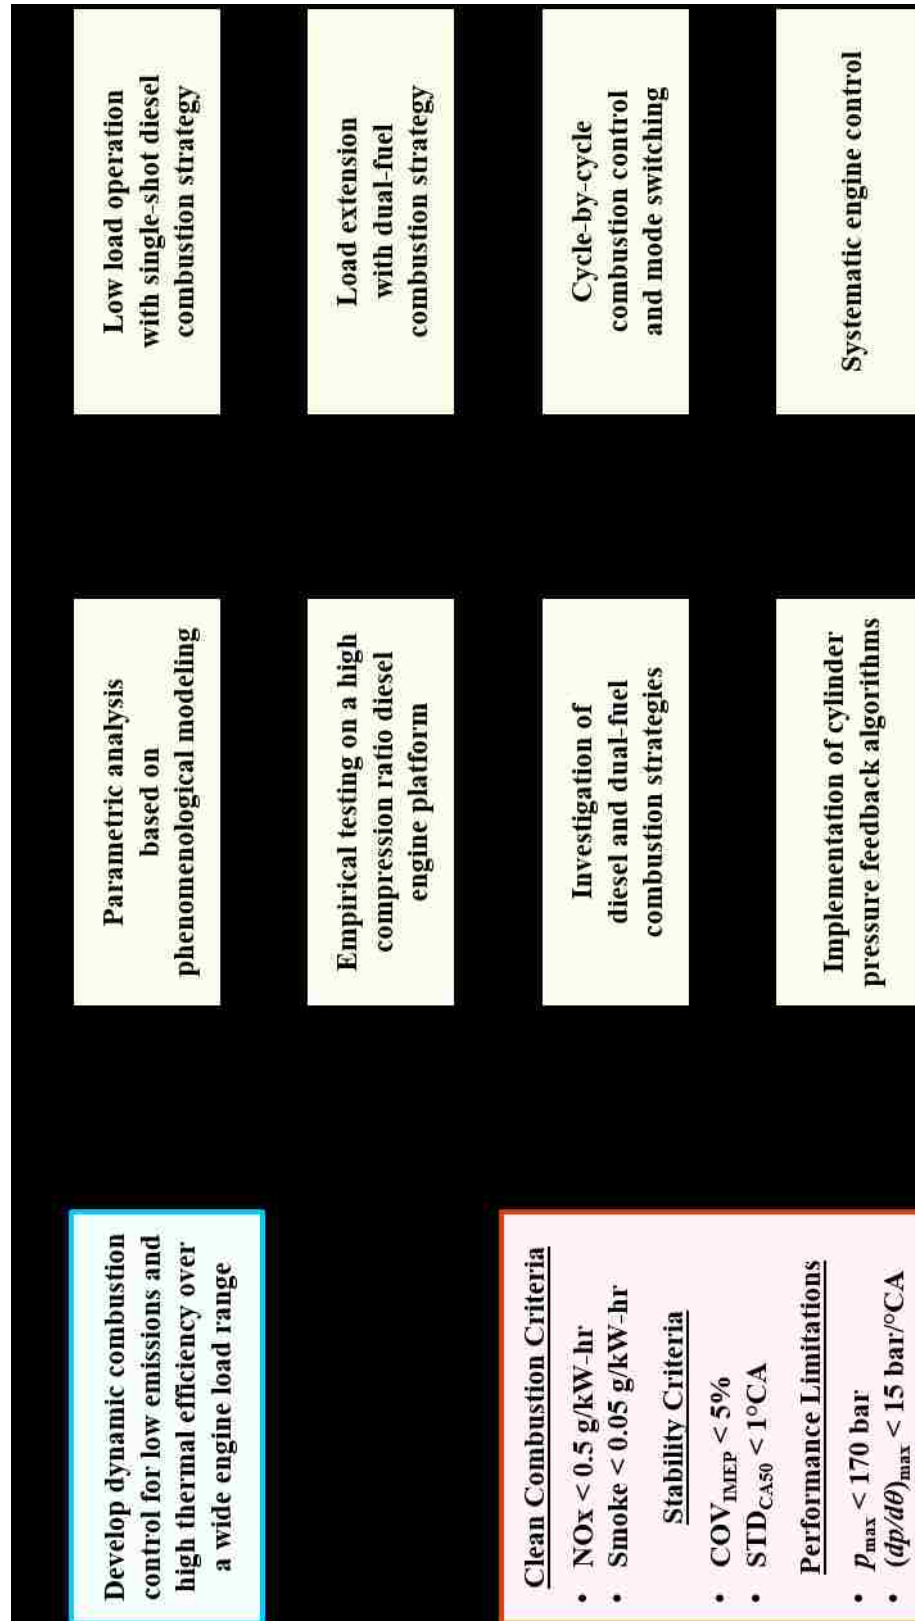 Develop dynamic combustion
control for low emissions and
high thermal efficiency over
a wide engine load range
Clean Combustion Criteria
• NOx < 0.5 g/kW-hr
• Smoke < 0.05 g/kW-hr
Stability Criteria
• COV_IMEP < 5%
• STD_CA50 < 1°CA
Performance Limitations
• p_max < 170 bar
• (dp/dθ)_max < 15 bar/°CA
Parametric analysis
based on
phenomenological modeling
Empirical testing on a high
compression ratio diesel
engine platform
Investigation of
diesel and dual-fuel
combustion strategies
Implementation of cylinder
pressure feedback algorithms
Low load operation
with single-shot diesel
combustion strategy
Load extension
with dual-fuel
combustion strategy
Cycle-by-cycle
combustion control
and mode switching
Systematic engine control